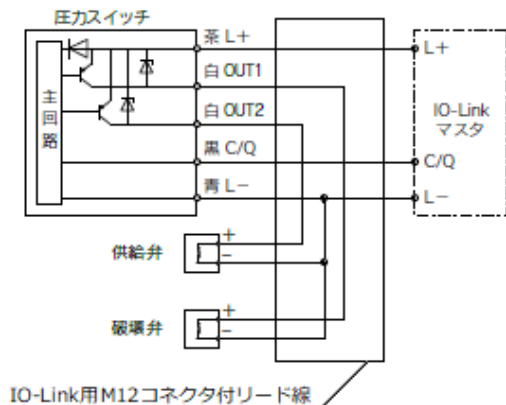 圧力スイッチ
主回路
茶 L+
白 OUT1
白 OUT2
黒 C/Q
青 L−
L+
IO-Link
マスタ
C/Q
L−
供給弁
+
−
破壊弁
+
−
IO-Link用M12コネクタ付リード線